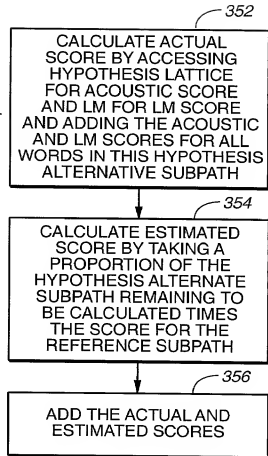 352
CALCULATE ACTUAL
SCORE BY ACCESSING
HYPOTHESIS LATTICE
FOR ACOUSTIC SCORE
AND LM FOR LM SCORE
AND ADDING THE ACOUSTIC
AND LM SCORES FOR ALL
WORDS IN THIS HYPOTHESIS
ALTERNATIVE SUBPATH
354
CALCULATE ESTIMATED
SCORE BY TAKING A
PROPORTION OF THE
HYPOTHESIS ALTERNATE
SUBPATH REMAINING TO
BE CALCULATED TIMES
THE SCORE FOR THE
REFERENCE SUBPATH
356
ADD THE ACTUAL AND
ESTIMATED SCORES